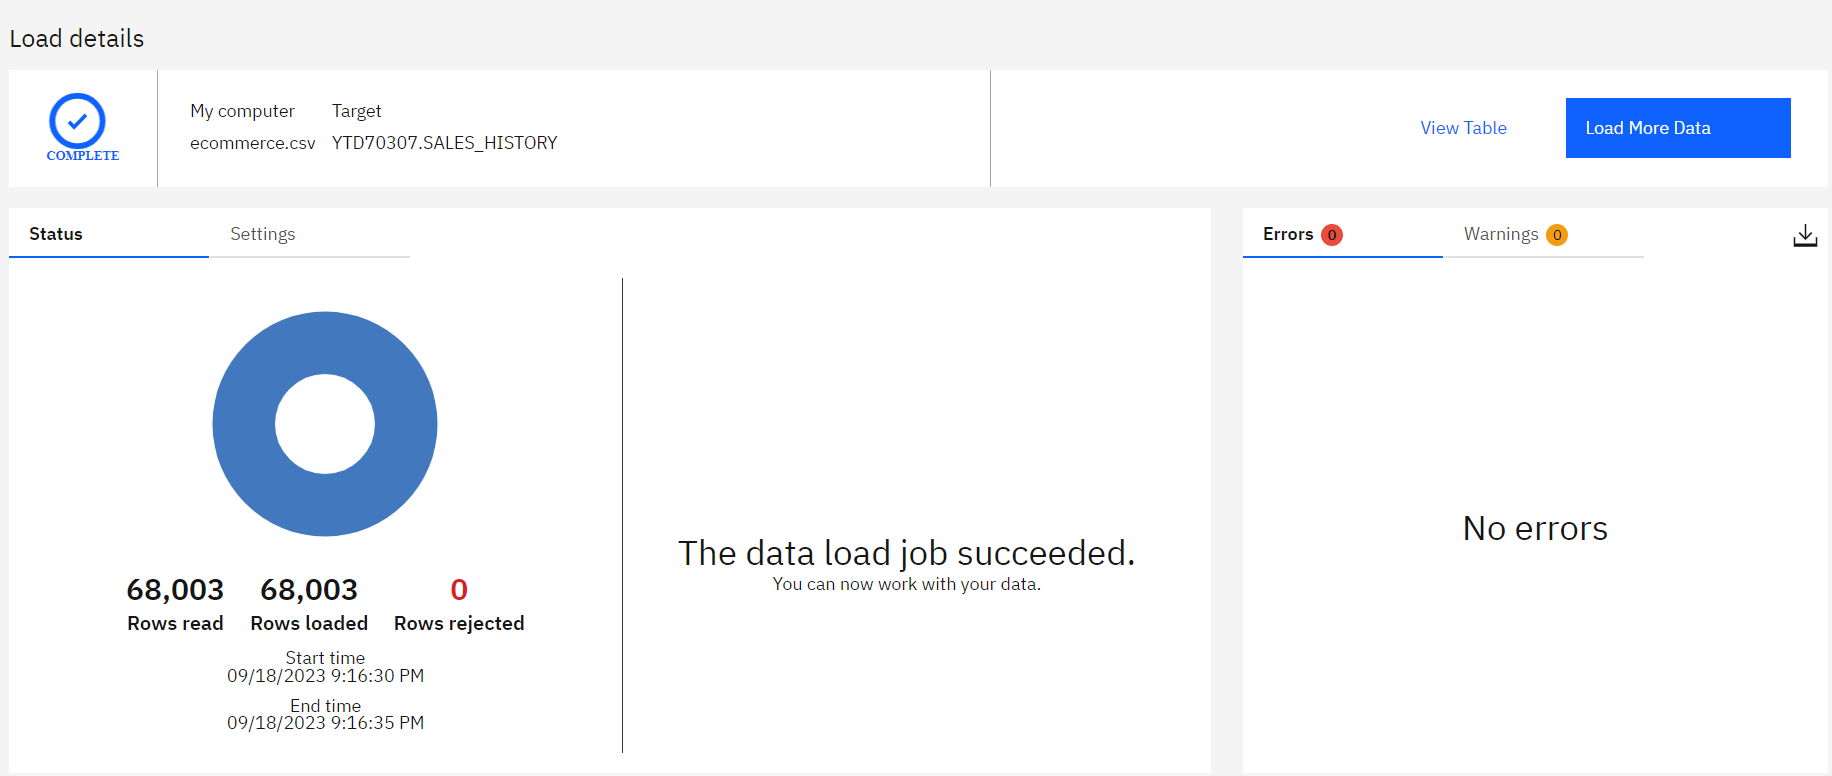 Load details
COMPLETE
My computer Target
ecommerce.csv YTD70307.SALES_HISTORY
View Table
Load More Data
Status
Settings
68,003 68,003 0
Rows read Rows loaded Rows rejected
Start time
09/18/2023 9:16:30 PM
End time
09/18/2023 9:16:35 PM
The data load job succeeded.
You can now work with your data.
Errors 0
Warnings 0
No errors